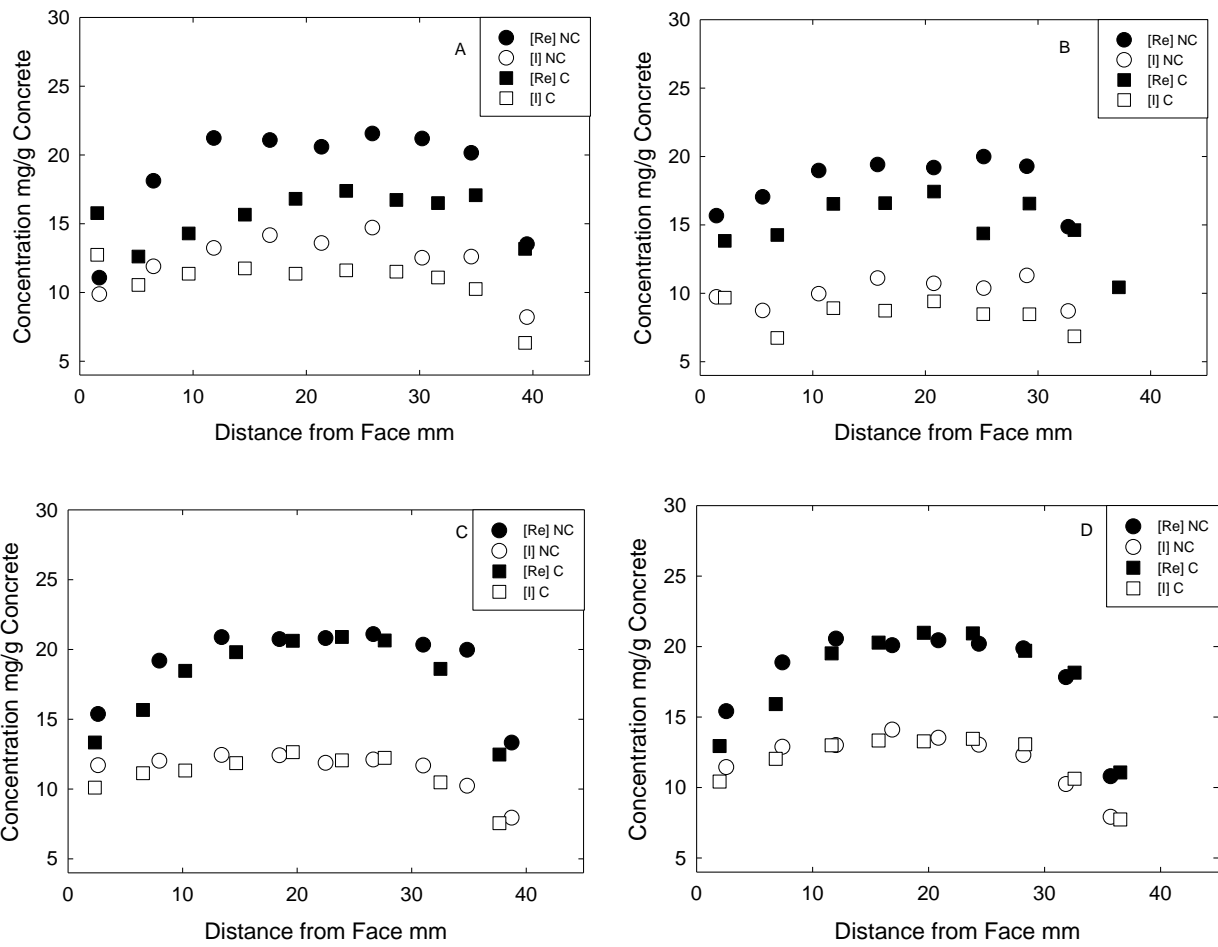 30
25
20
15
10
5
Concentration mg/g Concrete
A
[Re] NC
[I] NC
[Re] C
[I] C
0 10 20 30 40
Distance from Face mm
30
25
20
15
10
5
Concentration mg/g Concrete
B
[Re] NC
[I] NC
[Re] C
[I] C
0 10 20 30 40
Distance from Face mm
30
25
20
15
10
5
Concentration mg/g Concrete
C
[Re] NC
[I] NC
[Re] C
[I] C
0 10 20 30 40
Distance from Face mm
30
25
20
15
10
5
Concentration mg/g Concrete
D
[Re] NC
[I] NC
[Re] C
[I] C
0 10 20 30 40
Distance from Face mm